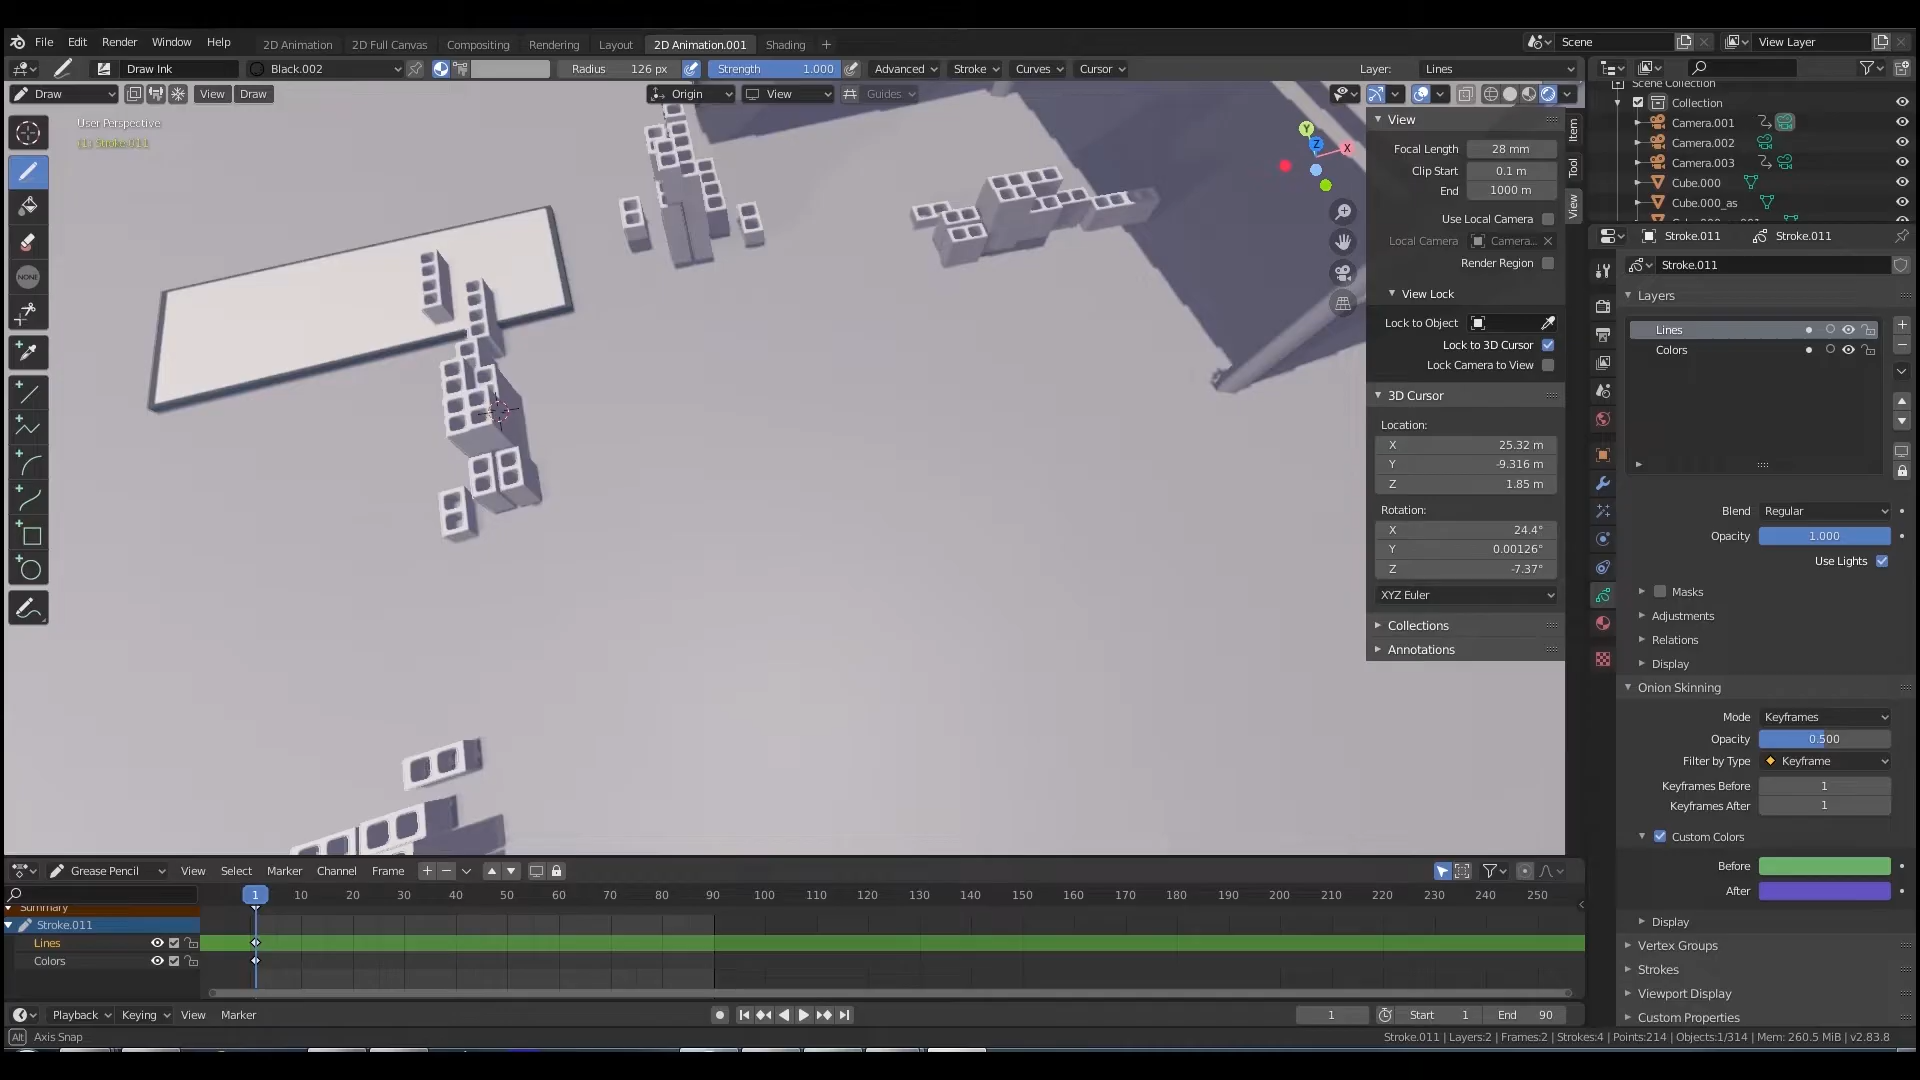 File Edit Render Window Help 2D Animation 2D Full Canvas Compositing Rendering Layout 2D Animation.001 Shading + Scene View Layer
Draw Ink Black.002 Radius 126 px Strength 1.000 Advanced Stroke Curves Cursor Layer: Lines
Draw View Draw Origin View Guides
User Perspective
(1) Stroke.011
NONE
Y
Z
X
View
Focal Length 28 mm
Clip Start 0.1 m
End 1000 m
Use Local Camera
Local Camera Camera...
Render Region
View Lock
Lock to Object
Lock to 3D Cursor
Lock Camera to View
3D Cursor
Location:
X 25.32 m
Y -9.316 m
Z 1.85 m
Rotation:
X 24.4°
Y 0.00126°
Z -7.37°
XYZ Euler
Collections
Annotations
Item
Tool
View
Scene Collection
Collection
Camera.001
Camera.002
Camera.003
Cube.000
Cube.000_as
Stroke.011 Stroke.011
Stroke.011
Layers
Lines
Colors
Blend Regular
Opacity 1.000
Use Lights
Masks
Adjustments
Relations
Display
Onion Skinning
Mode Keyframes
Opacity 0.500
Filter by Type Keyframe
Keyframes Before 1
Keyframes After 1
Custom Colors
Before
After
Display
Vertex Groups
Strokes
Viewport Display
Custom Properties
Grease Pencil View Select Marker Channel Frame
1 10 20 30 40 50 60 70 80 90 100 110 120 130 140 150 160 170 180 190 200 210 220 230 240 250
Summary
Stroke.011
Lines
Colors
Playback Keying View Marker 1 Start 1 End 90
Alt Axis Snap Stroke.011 | Layers:2 | Frames:2 | Strokes:4 | Points:214 | Objects:1/314 | Mem: 260.5 MiB | v2.83.8